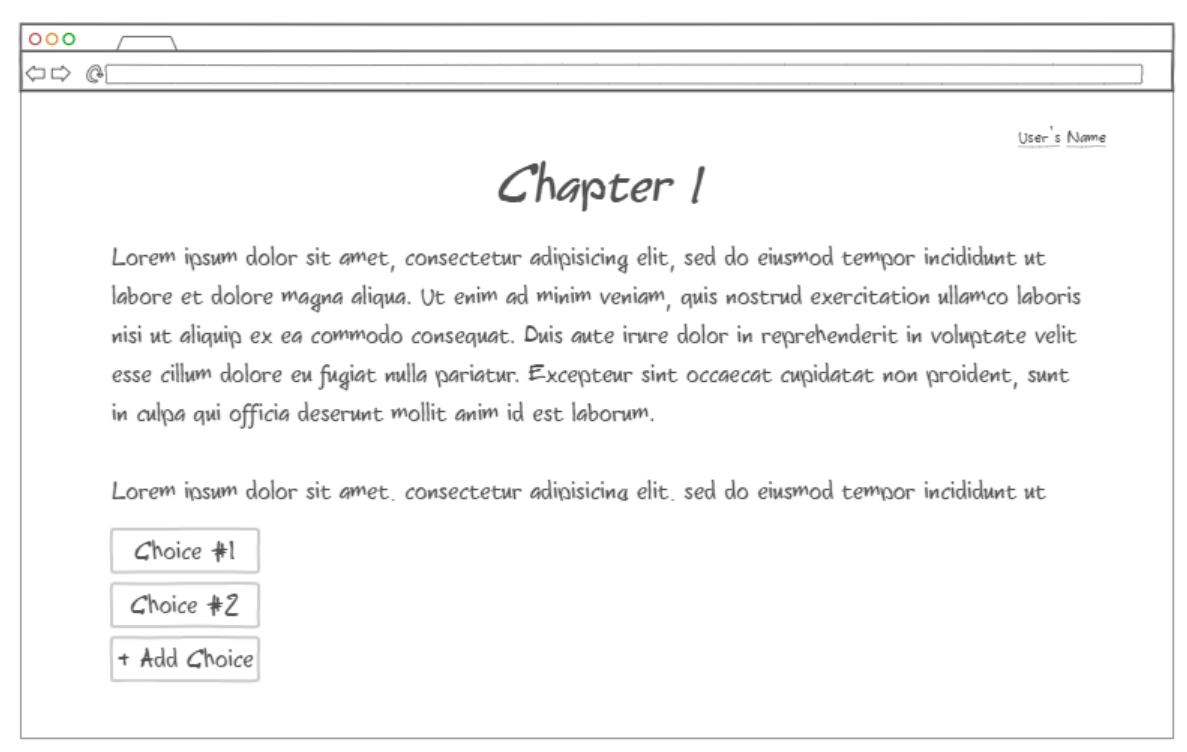 User's Name
Chapter 1
Lorem ipsum dolor sit amet, consectetur adipisicing elit, sed do eiusmod tempor incididunt ut
labore et dolore magna aliqua. Ut enim ad minim veniam, quis nostrud exercitation ullamco laboris
nisi ut aliquip ex ea commodo consequat. Duis aute irure dolor in reprehenderit in voluptate velit
esse cillum dolore eu fugiat nulla pariatur. Excepteur sint occaecat cupidatat non proident, sunt
in culpa qui officia deserunt mollit anim id est laborum.
Lorem ipsum dolor sit amet, consectetur adipisicing elit, sed do eiusmod tempor incididunt ut
Choice #1
Choice #2
+ Add Choice